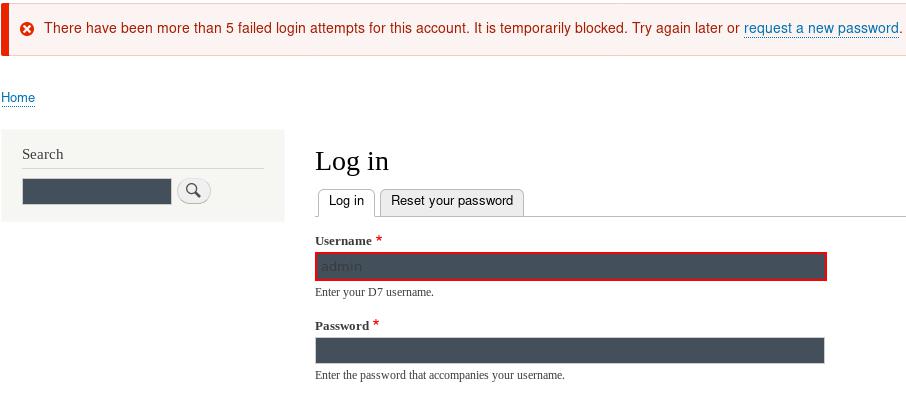 There have been more than 5 failed login attempts for this account. It is temporarily blocked. Try again later or request a new password.
Home
Search
Log in
Log in
Reset your password
Username *
admin
Enter your D7 username.
Password *
Enter the password that accompanies your username.